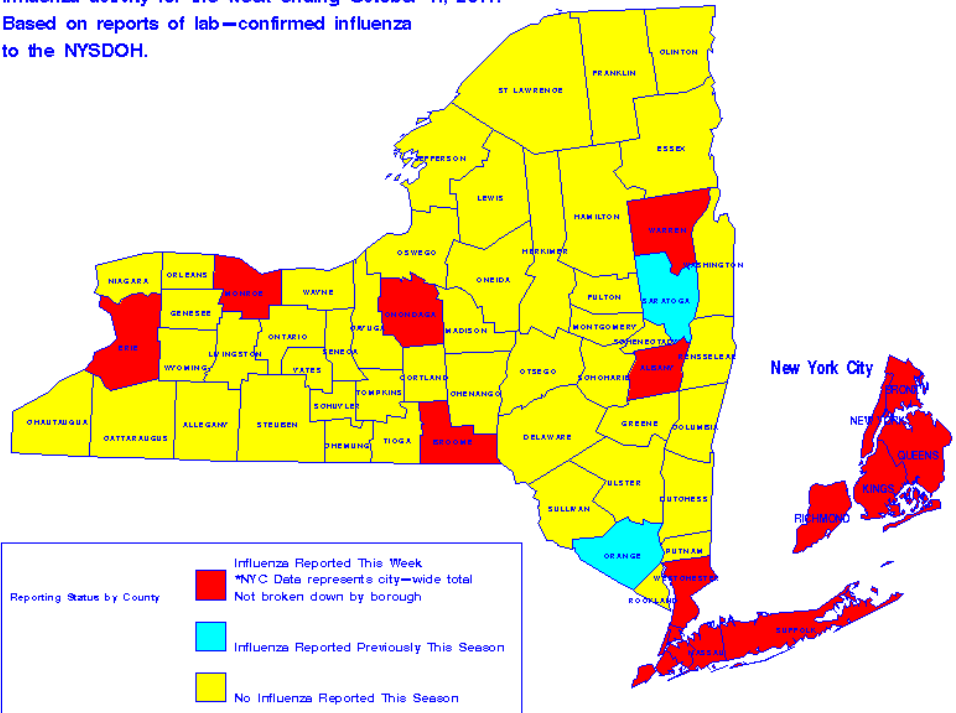 Based on reports of lab—confirmed influenza
to the NYSDOH.
CLINTON
FRANKLIN
ST LAWRENCE
ESSEX
JEFFERSON
LEWIS
HAMILTON
WARREN
HERKIMER
OSWEGO
WASHINGTON
ONEIDA
NIAGARA
ORLEANS
MONROE
WAYNE
FULTON
SARATOGA
GENESEE
ONONDAGA
CAYUGA
MADISON
MONTGOMERY
ONTARIO
SCHENECTADY
ERIE
LIVINGSTON
SENECA
RENSSELAER
WYOMING
YATES
OTSEGO
ALBANY
New York City
CORTLAND
SCHOHARIE
TOMPKINS
CHENANGO
BRONX
SCHUYLER
CHAUTAUQUA
CATTARAUGUS
ALLEGANY
STEUBEN
GREENE
COLUMBIA
NEW YORK
CHEMUNG
TIOGA
BROOME
DELAWARE
QUEENS
ULSTER
KINGS
DUTCHESS
SULLIVAN
RICHMOND
ORANGE
PUTNAM
WESTCHESTER
ROCKLAND
SUFFOLK
NASSAU
Reporting Status by County
Influenza Reported This Week
*NYC Data represents city—wide total
Not broken down by borough
Influenza Reported Previously This Season
No Influenza Reported This Season